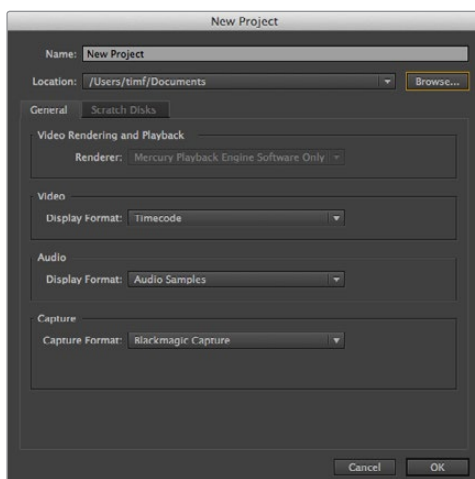 New Project
Name: New Project
Location: /Users/timf/Documents Browse...
General Scratch Disks
Video Rendering and Playback
Renderer: Mercury Playback Engine Software Only
Video
Display Format: Timecode
Audio
Display Format: Audio Samples
Capture
Capture Format: Blackmagic Capture
Cancel OK